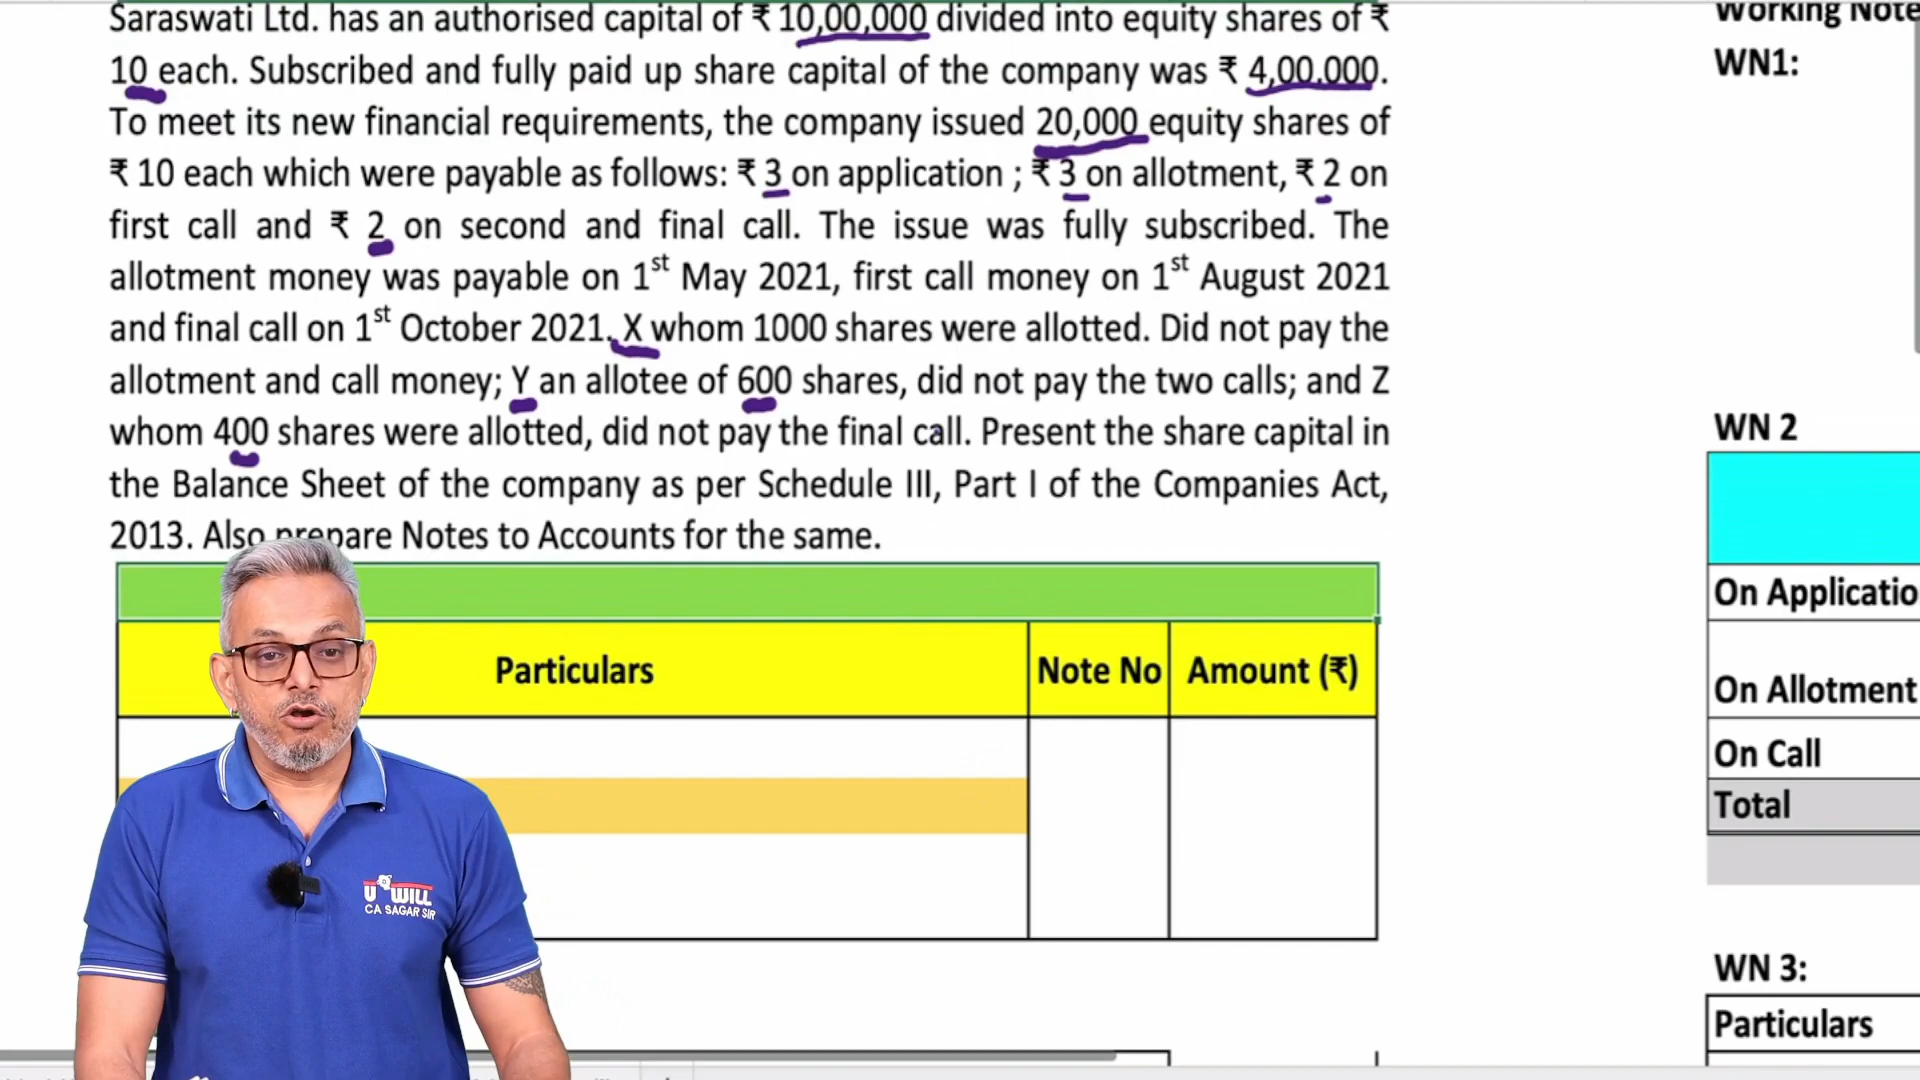 Saraswati Ltd. has an authorised capital of ₹ 10,00,000 divided into equity shares of ₹
10 each. Subscribed and fully paid up share capital of the company was ₹ 4,00,000.
To meet its new financial requirements, the company issued 20,000 equity shares of
₹ 10 each which were payable as follows: ₹ 3 on application ; ₹ 3 on allotment, ₹ 2 on
first call and ₹ 2 on second and final call. The issue was fully subscribed. The
allotment money was payable on 1st May 2021, first call money on 1st August 2021
and final call on 1st October 2021. X whom 1000 shares were allotted. Did not pay the
allotment and call money; Y an allotee of 600 shares, did not pay the two calls; and Z
whom 400 shares were allotted, did not pay the final call. Present the share capital in
the Balance Sheet of the company as per Schedule III, Part I of the Companies Act,
2013. Also prepare Notes to Accounts for the same.
Particulars Note No Amount (₹)
U WILL
CA SAGAR SIR
Working Note
WN1:
WN 2
On Applicatio
On Allotment
On Call
Total
WN 3:
Particulars